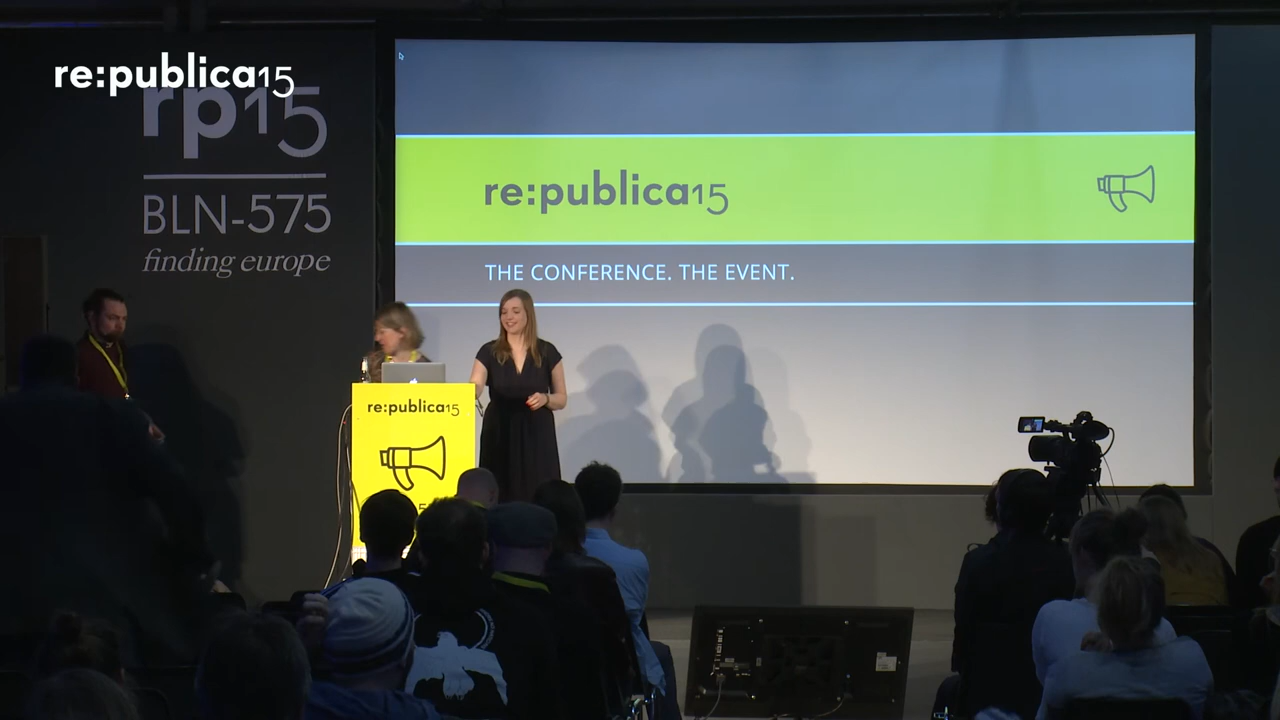 re:publica15
rp15
BLN-575
finding europe
re:publica15
THE CONFERENCE. THE EVENT.
re:publica15